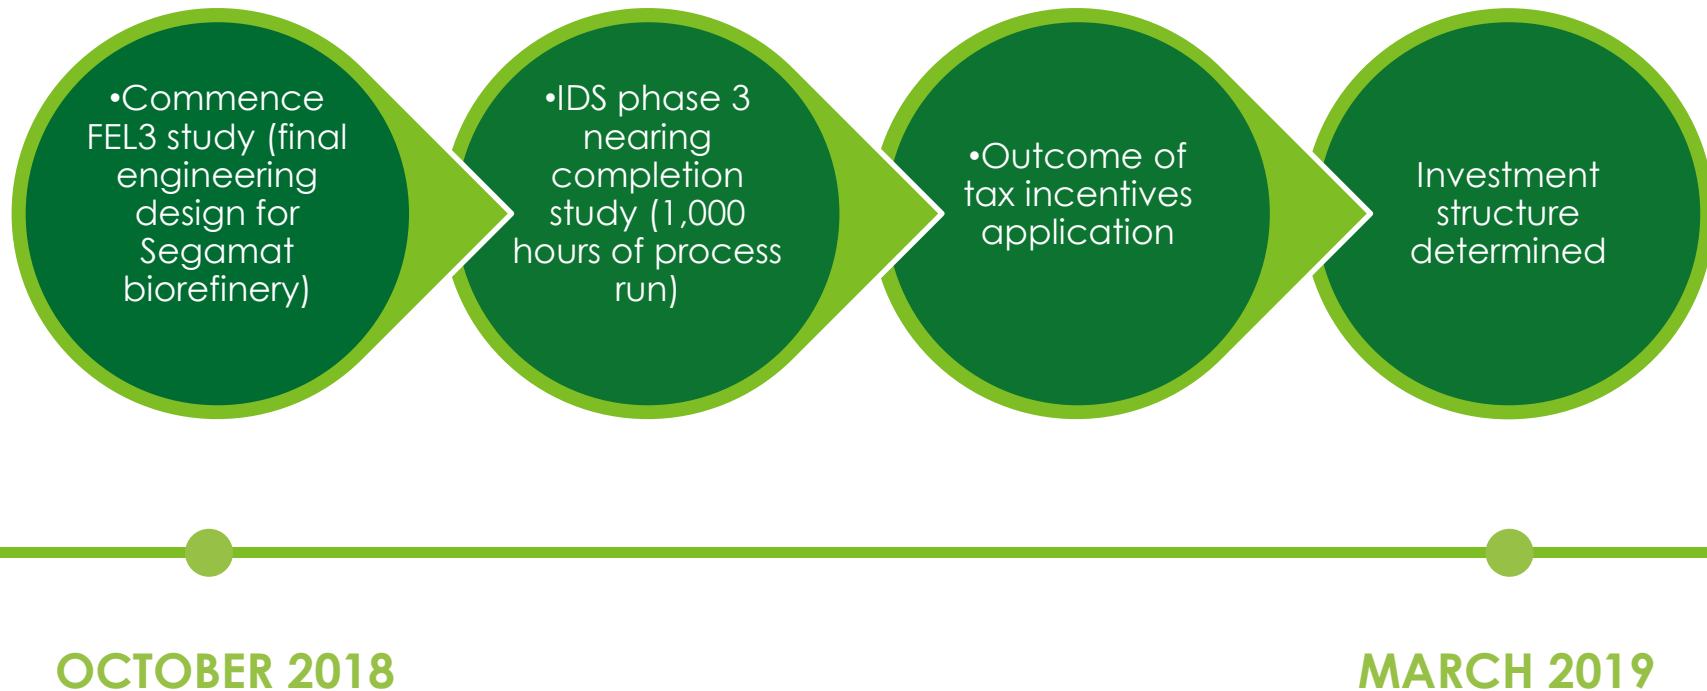 •Commence
FEL3 study (final
engineering
design for
Segamat
biorefinery)
•IDS phase 3
nearing
completion
study (1,000
hours of process
run)
•Outcome of
tax incentives
application
Investment
structure
determined
OCTOBER 2018
MARCH 2019